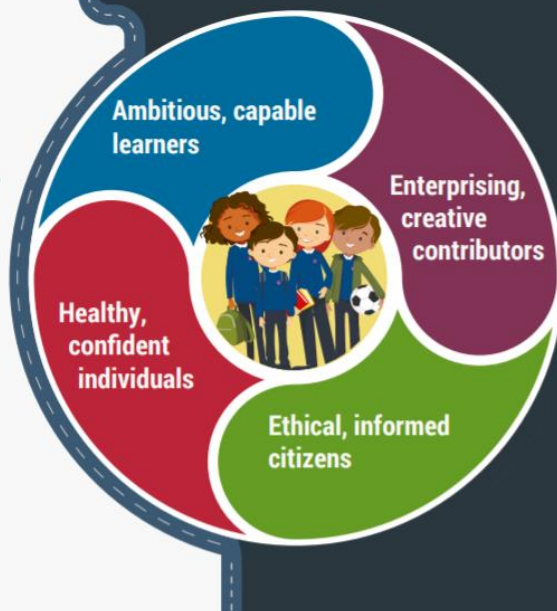 Ambitious, capable
learners
Enterprising,
creative
contributors
Healthy,
confident
individuals
Ethical, informed
citizens